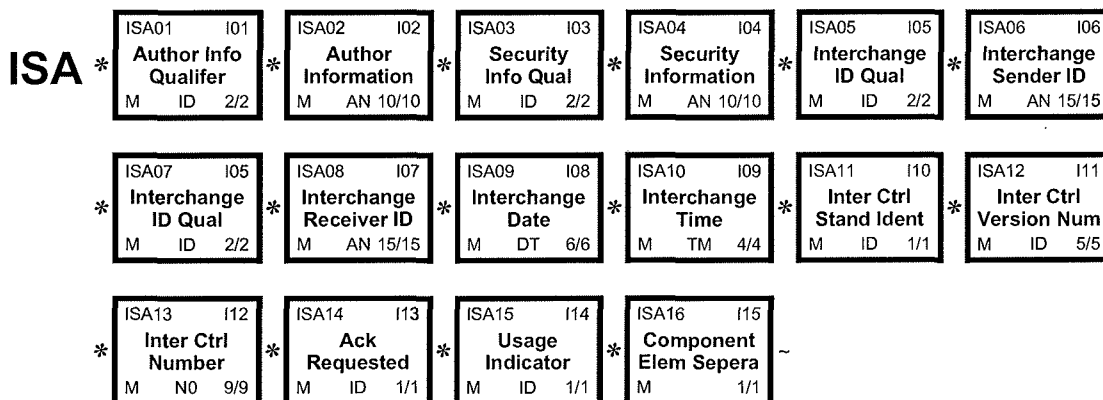 ISA01 I01 ISA02 I02 ISA03 I03 ISA04 I04 ISA05 I05 ISA06 I06
ISA * Author Info * Author * Security * Security * Interchange * Interchange
Qualifer Information Info Qual Information ID Qual Sender ID
M ID 2/2 M AN 10/10 M ID 2/2 M AN 10/10 M ID 2/2 M AN 15/15
ISA07 I05 ISA08 I07 ISA09 I08 ISA10 I09 ISA11 I10 ISA12 I11
* Interchange * Interchange * Interchange * Interchange * Inter Ctrl * Inter Ctrl
ID Qual Receiver ID Date Time Stand Ident Version Num
M ID 2/2 M AN 15/15 M DT 6/6 M TM 4/4 M ID 1/1 M ID 5/5
ISA13 I12 ISA14 I13 ISA15 I14 ISA16 I15
* Inter Ctrl * Ack * Usage * Component ~
Number Requested Indicator Elem Sepera
M N0 9/9 M ID 1/1 M ID 1/1 M 1/1